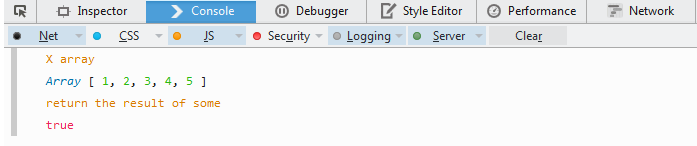 Inspector Console Debugger Style Editor Performance Network
Net CSS JS Security Logging Server Clear
X array
Array [ 1, 2, 3, 4, 5 ]
return the result of some
true